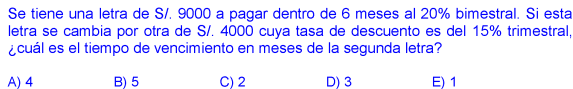 Se tiene una letra de S/. 9000 a pagar dentro de 6 meses al 20% bimestral. Si esta
letra se cambia por otra de S/. 4000 cuya tasa de descuento es del 15% trimestral,
¿cuál es el tiempo de vencimiento en meses de la segunda letra?
A) 4 B) 5 C) 2 D) 3 E) 1